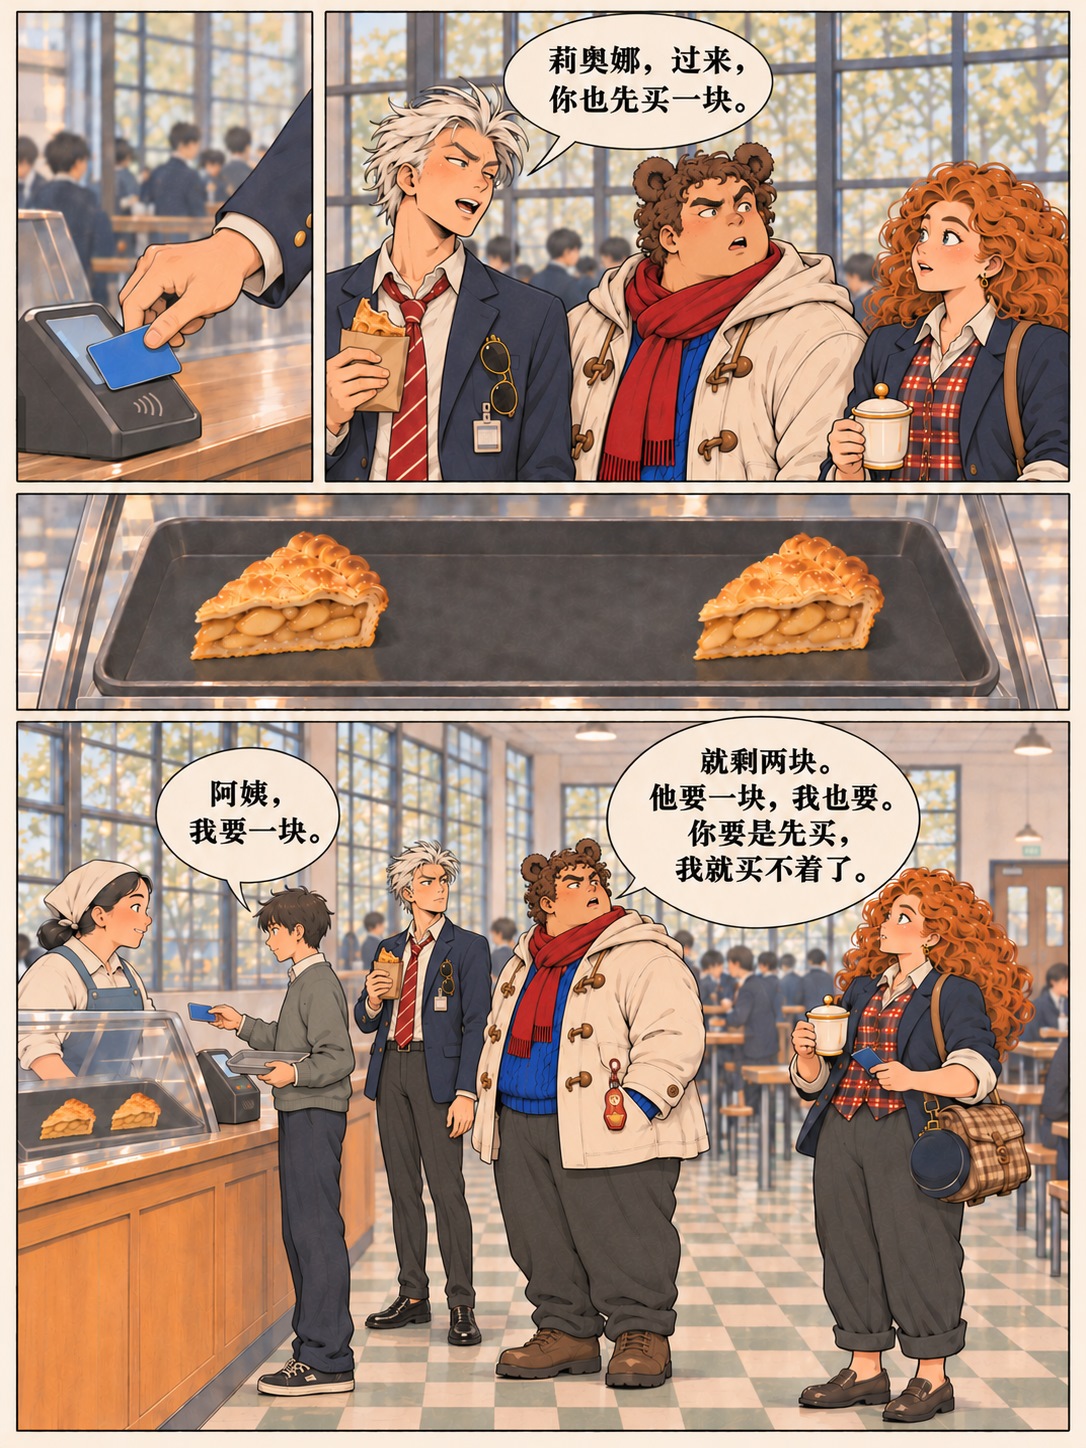 莉奥娜，过来，
你也先买一块。
阿姨，
我要一块。
就剩两块。
他要一块，我也要。
你要是先买，
我就买不着了。